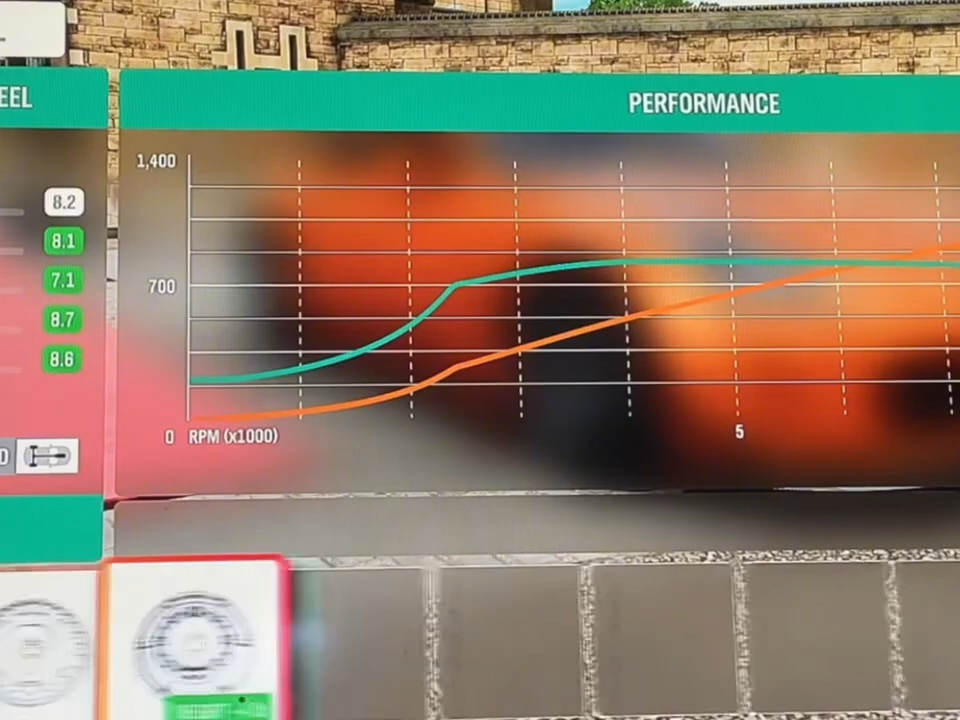 EEL
PERFORMANCE
8.2
8.1
7.1
8.7
8.6
1,400
700
0 RPM (x1000)
5